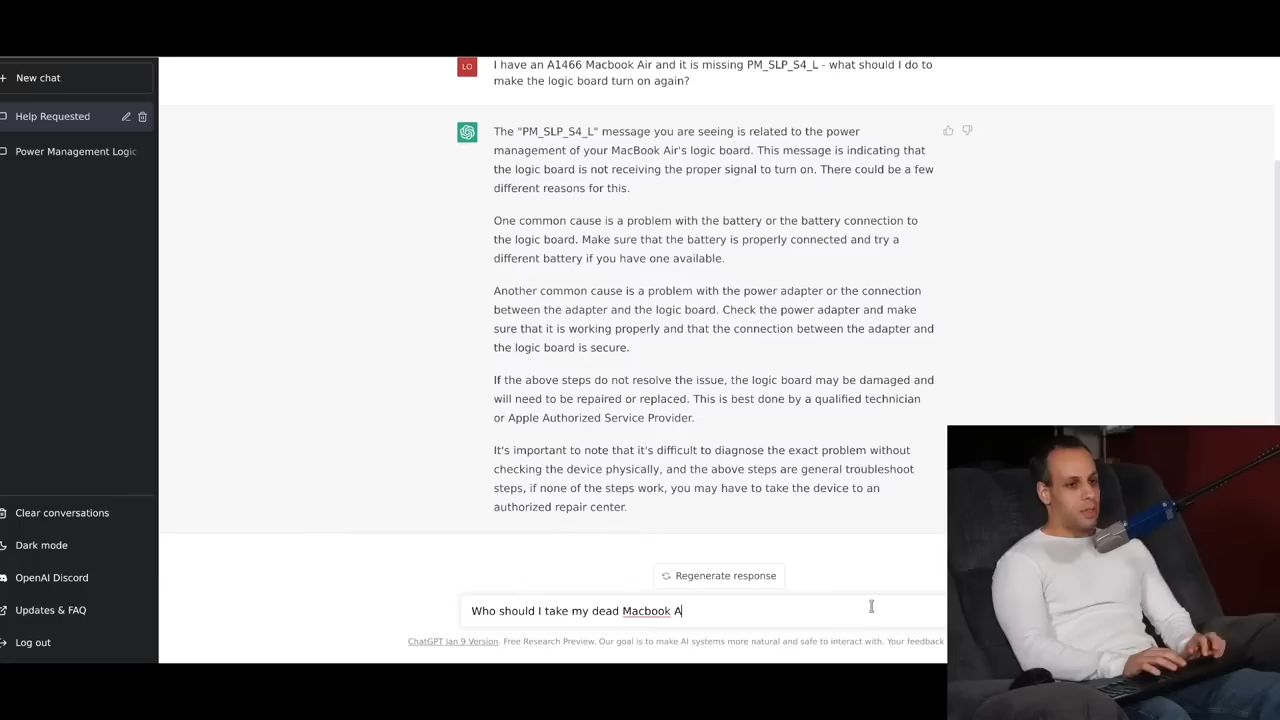 New chat
Help Requested
Power Management Logic
Clear conversations
Dark mode
OpenAI Discord
Updates & FAQ
Log out
LO
I have an A1466 Macbook Air and it is missing PM_SLP_S4_L - what should I do to
make the logic board turn on again?
The "PM_SLP_S4_L" message you are seeing is related to the power
management of your MacBook Air's logic board. This message is indicating that
the logic board is not receiving the proper signal to turn on. There could be a few
different reasons for this.
One common cause is a problem with the battery or the battery connection to
the logic board. Make sure that the battery is properly connected and try a
different battery if you have one available.
Another common cause is a problem with the power adapter or the connection
between the adapter and the logic board. Check the power adapter and make
sure that it is working properly and that the connection between the adapter and
the logic board is secure.
If the above steps do not resolve the issue, the logic board may be damaged and
will need to be repaired or replaced. This is best done by a qualified technician
or Apple Authorized Service Provider.
It's important to note that it's difficult to diagnose the exact problem without
checking the device physically, and the above steps are general troubleshoot
steps, if none of the steps work, you may have to take the device to an
authorized repair center.
Regenerate response
Who should I take my dead Macbook A
ChatGPT Jan 9 Version. Free Research Preview. Our goal is to make AI systems more natural and safe to interact with. Your feedback